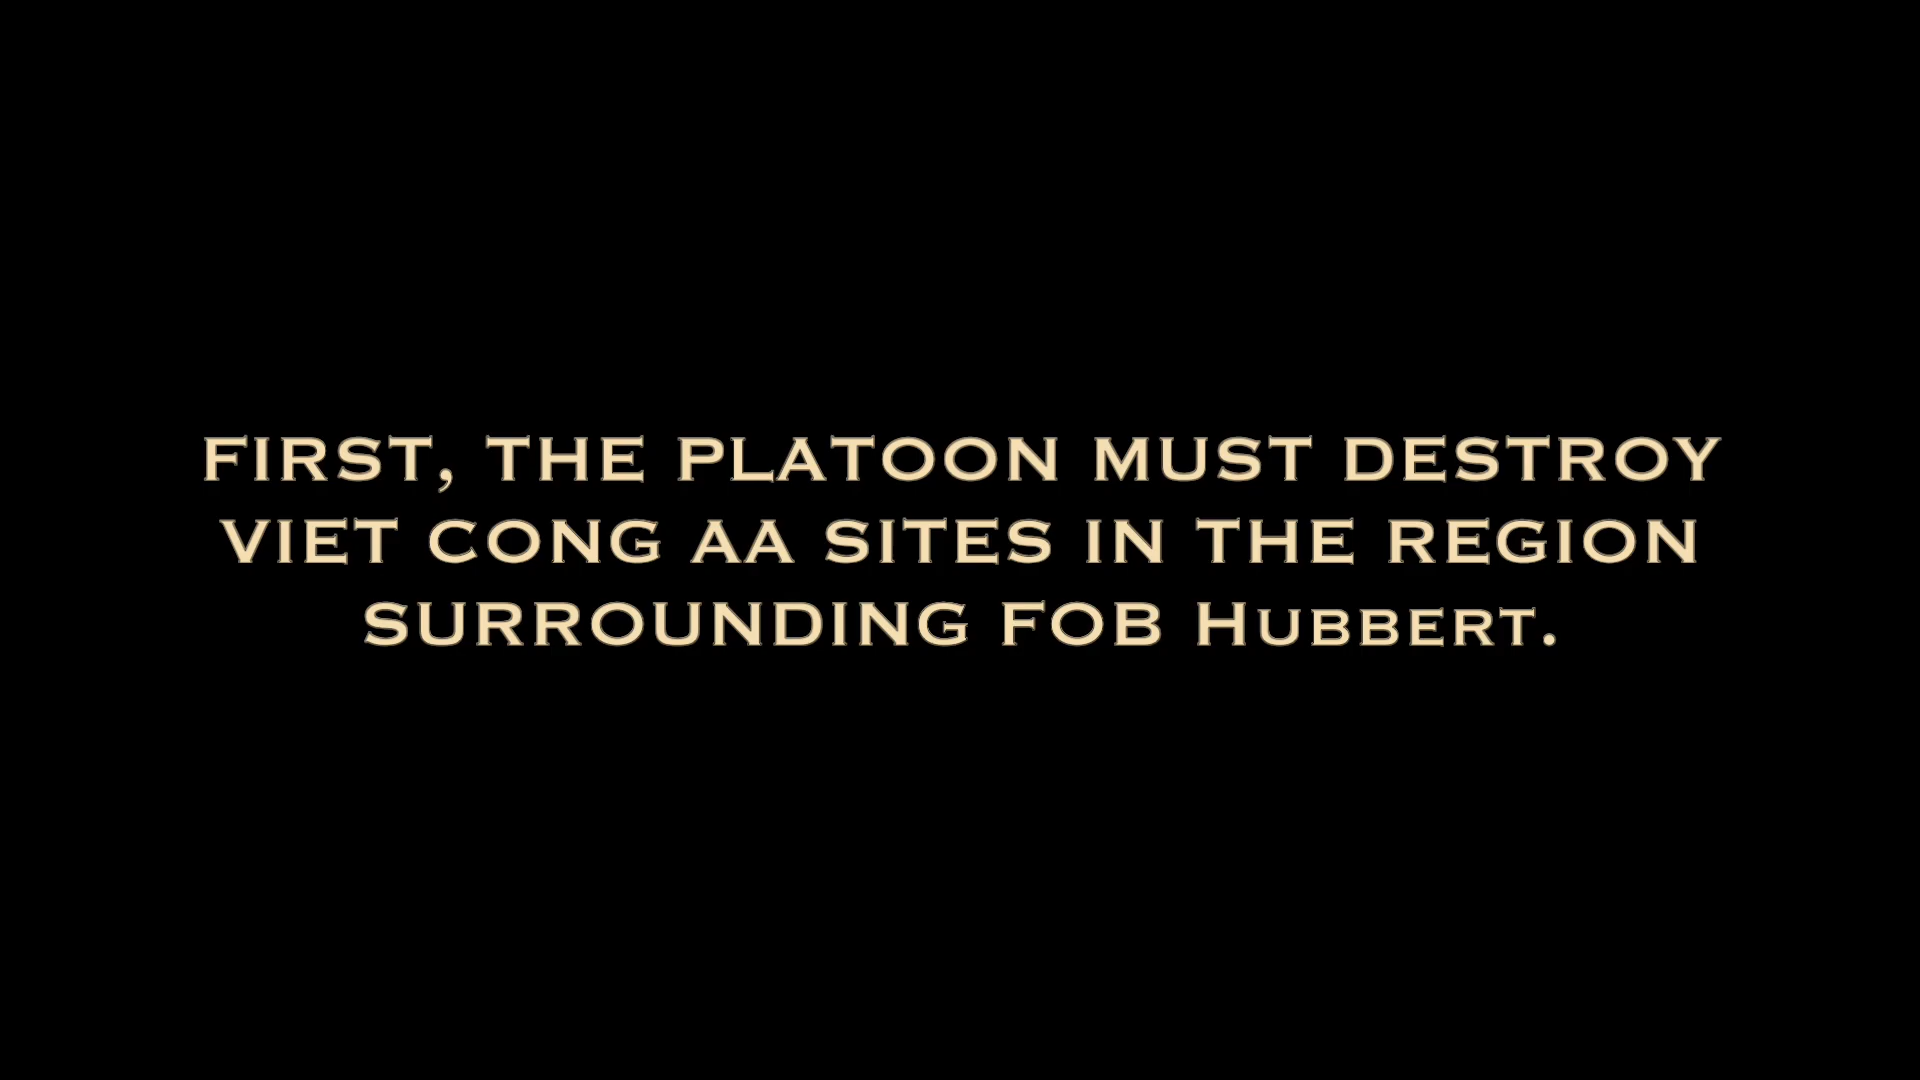 FIRST, THE PLATOON MUST DESTROY
VIET CONG AA SITES IN THE REGION
SURROUNDING FOB Hubbert.